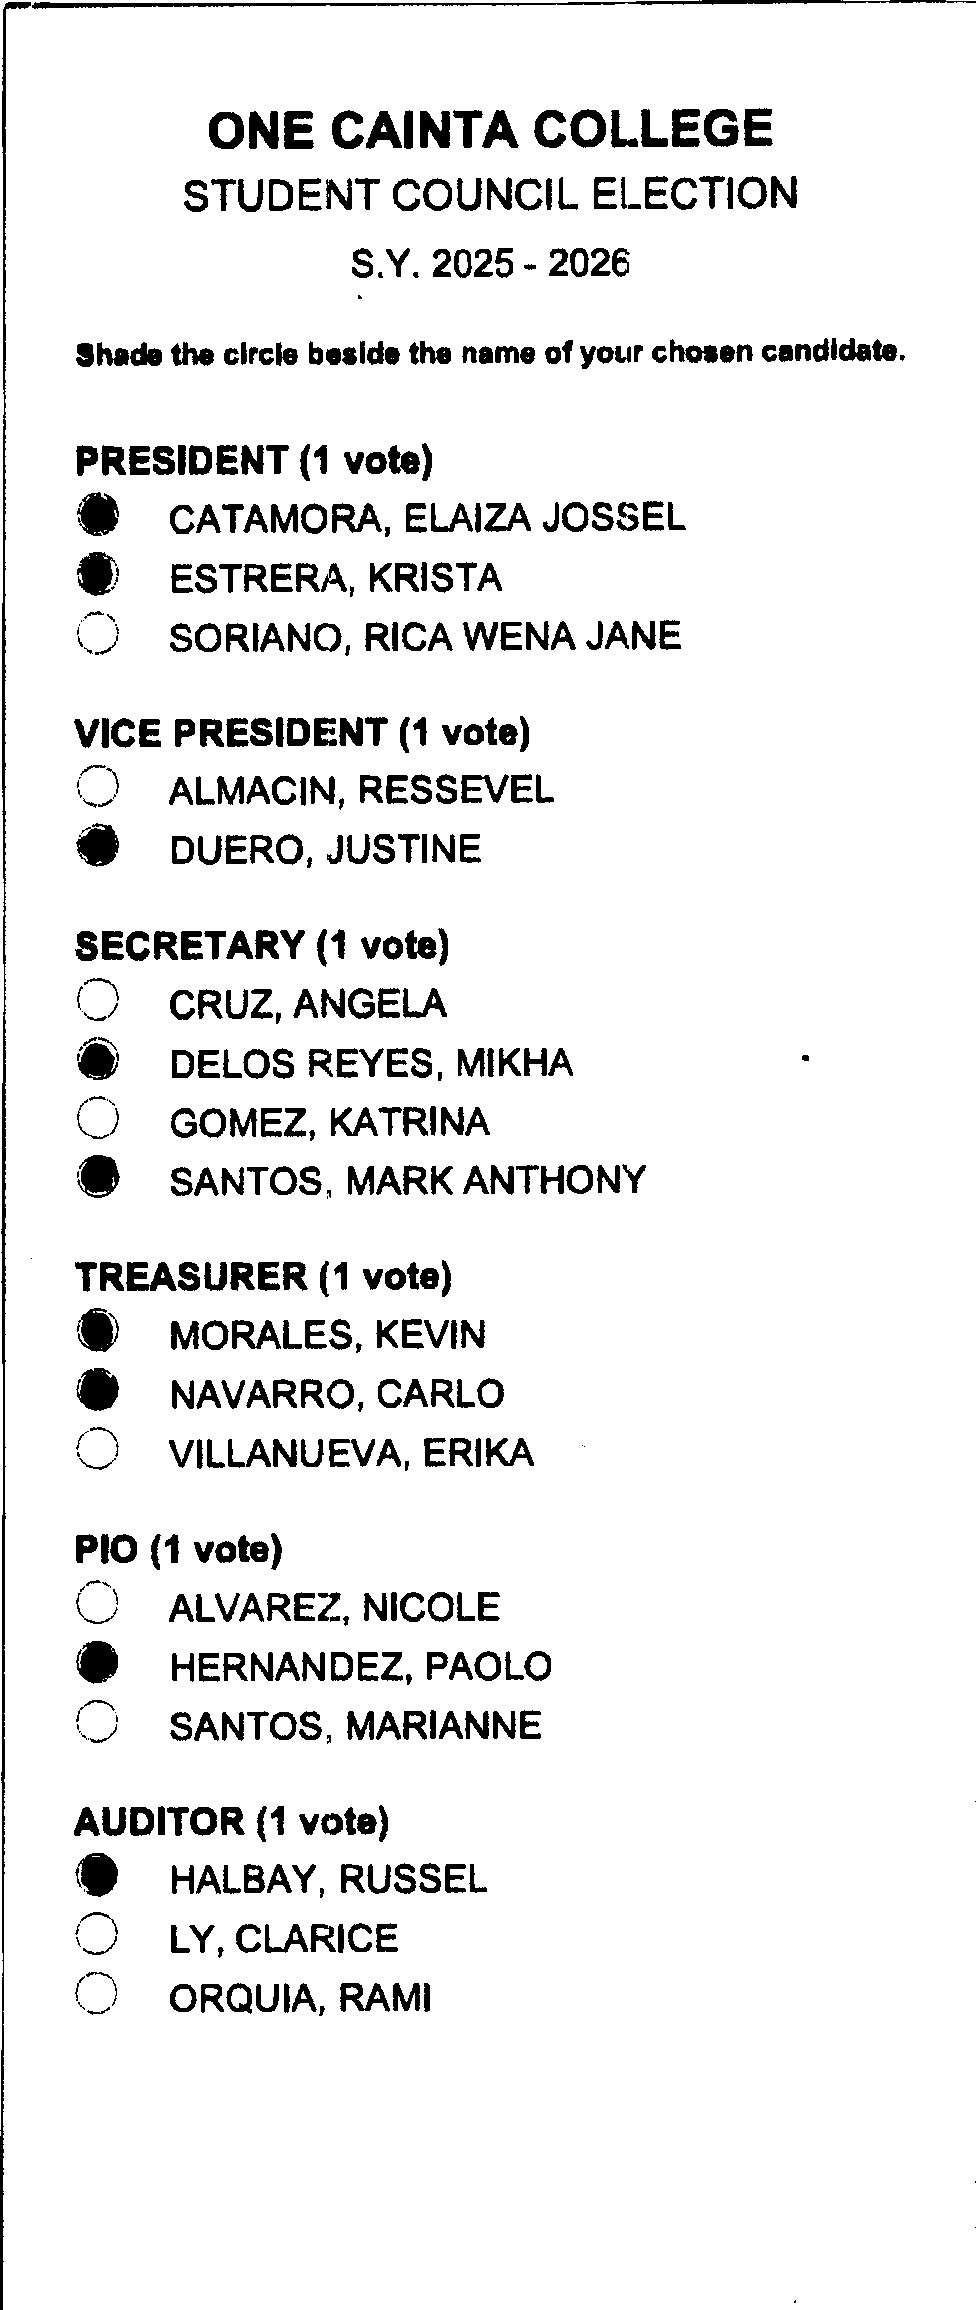 ONE CAINTA COLLEGE
STUDENT COUNCIL ELECTION
S.Y. 2025 - 2026
Shade the circle beside the name of your chosen candidate.
PRESIDENT (1 vote)
CATAMORA, ELAIZA JOSSEL
ESTRERA, KRISTA
SORIANO, RICA WENA JANE
VICE PRESIDENT (1 vote)
ALMACIN, RESSEVEL
DUERO, JUSTINE
SECRETARY (1 vote)
CRUZ, ANGELA
DELOS REYES, MIKHA
GOMEZ, KATRINA
SANTOS, MARK ANTHONY
TREASURER (1 vote)
MORALES, KEVIN
NAVARRO, CARLO
VILLANUEVA, ERIKA
PIO (1 vote)
ALVAREZ, NICOLE
HERNANDEZ, PAOLO
SANTOS, MARIANNE
AUDITOR (1 vote)
HALBAY, RUSSEL
LY, CLARICE
ORQUIA, RAMI